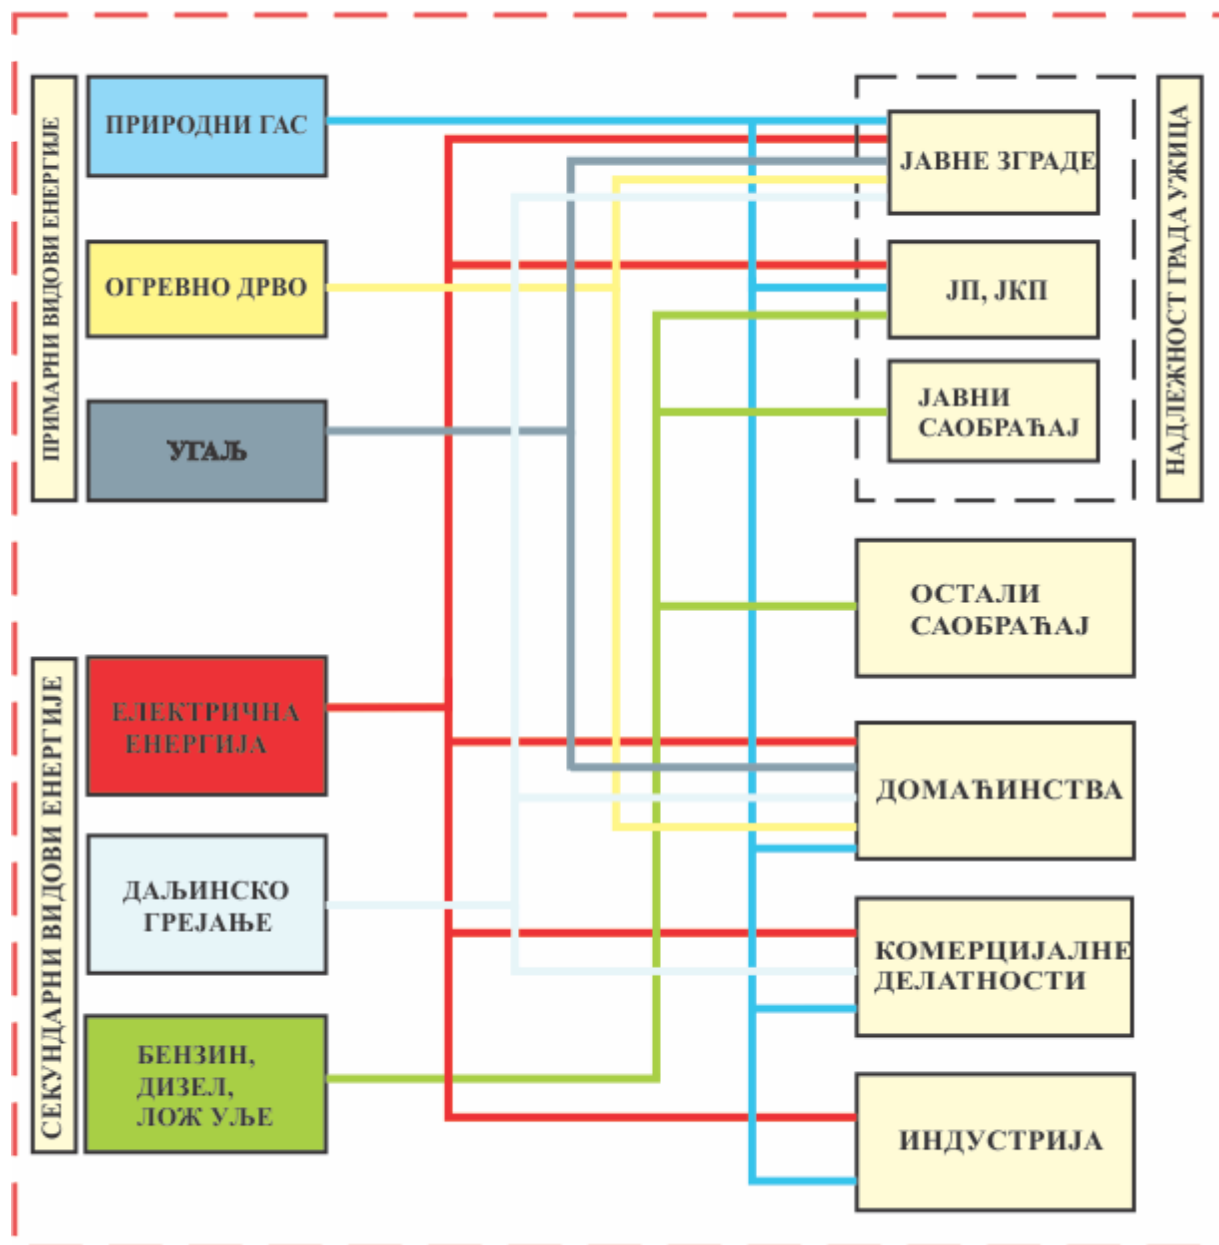 ПРИМАРНИ ВИДОВИ ЕНЕРГИЈЕ
ПРИРОДНИ ГАС
ОГРЕВНО ДРВО
УГАЉ
СЕКУНДАРНИ ВИДОВИ ЕНЕРГИЈЕ
ЕЛЕКТРИЧНА
ЕНЕРГИЈА
ДАЉИНСКО
ГРЕЈАЊЕ
БЕНЗИН,
ДИЗЕЛ,
ЛОЖ УЉЕ
ЈАВНЕ ЗГРАДЕ
ЈП, ЈКП
ЈАВНИ
САОБРАЋАЈ
НАДЛЕЖНОСТ ГРАДА УЖИЦА
ОСТАЛИ
САОБРАЋАЈ
ДОМАЋИНСТВА
КОМЕРЦИЈАЛНЕ
ДЕЛАТНОСТИ
ИНДУСТРИЈА